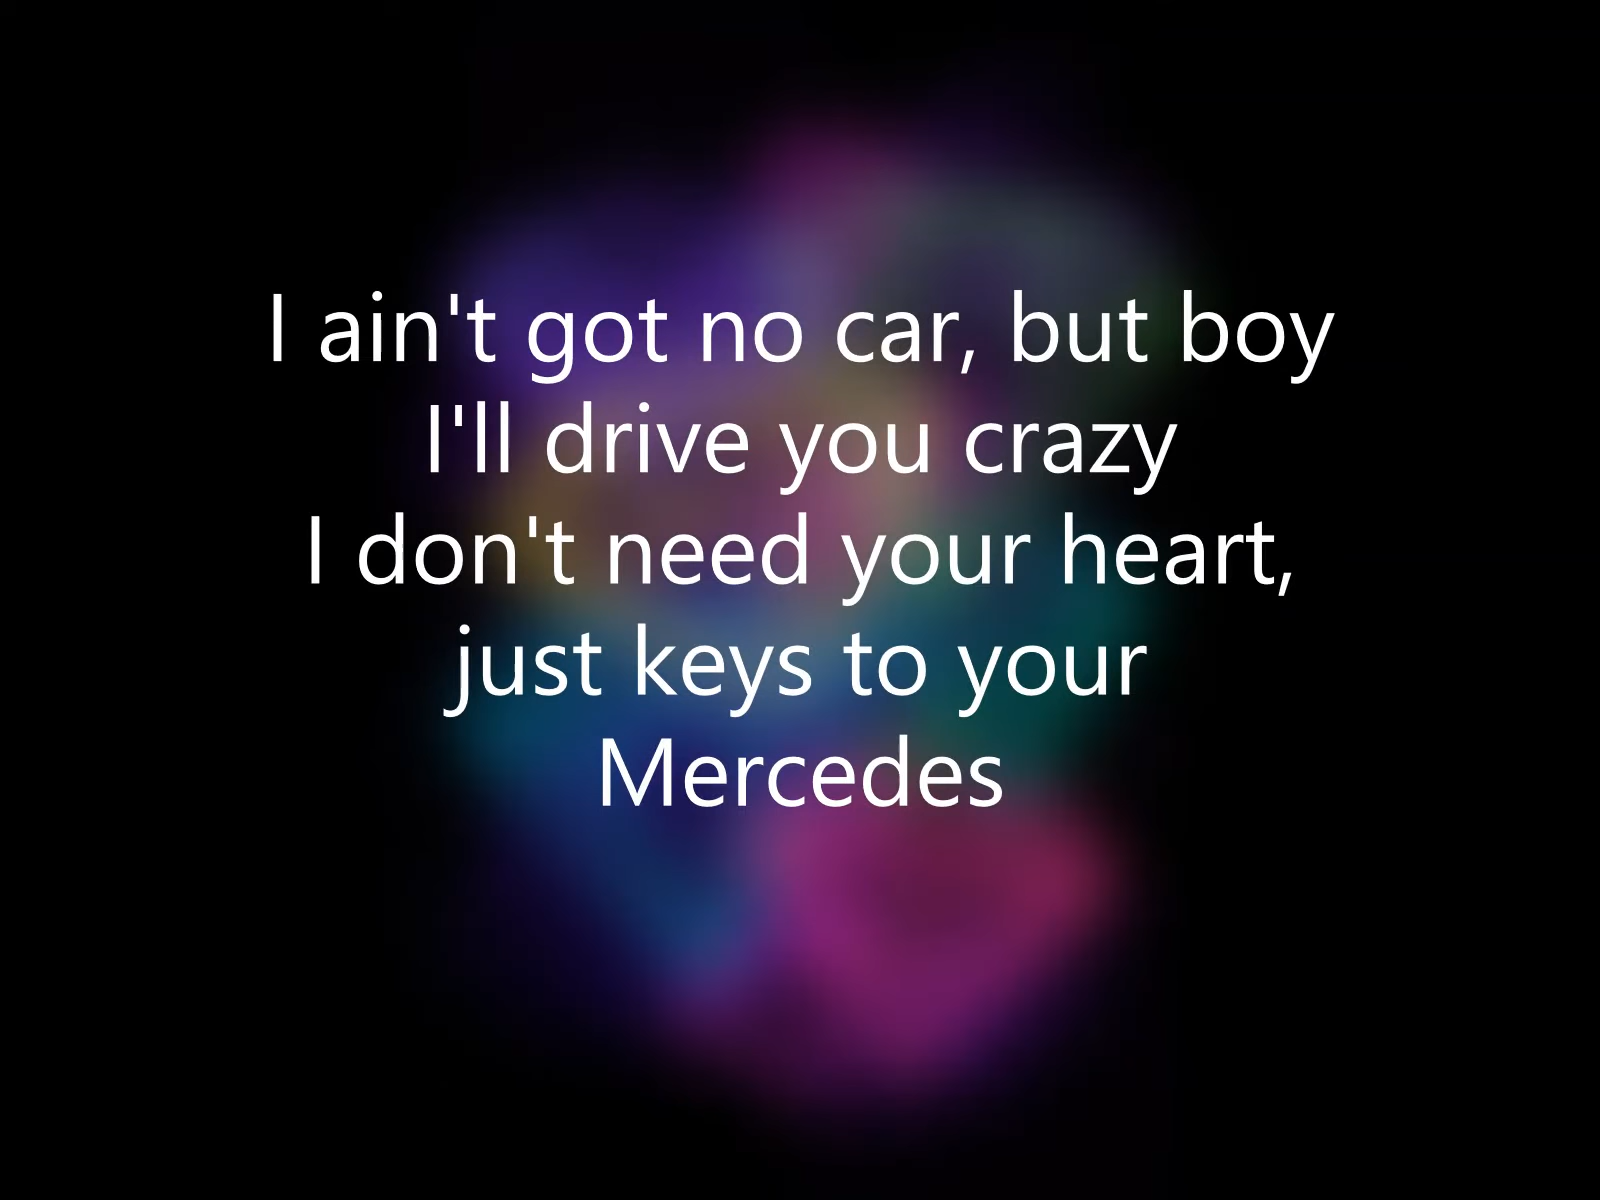 I ain't got no car, but boy
I'll drive you crazy
I don't need your heart,
just keys to your
Mercedes